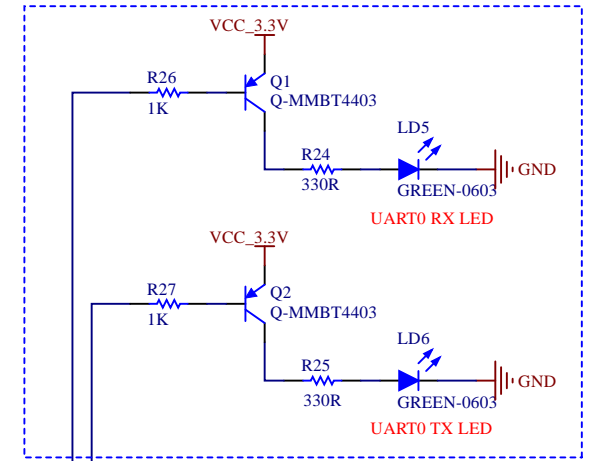 VCC_3.3V
R26
1K
Q1
Q-MMBT4403
LD5
R24
330R
GND
GREEN-0603
UART0 RX LED
VCC_3.3V
R27
1K
Q2
Q-MMBT4403
LD6
R25
330R
GND
GREEN-0603
UART0 TX LED